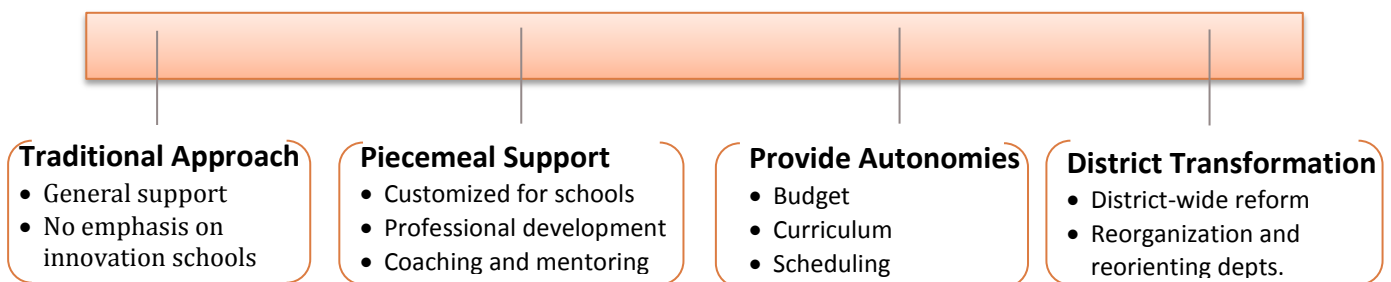 Traditional Approach
• General support
• No emphasis on
innovation schools
Piecemeal Support
• Customized for schools
• Professional development
• Coaching and mentoring
Provide Autonomies
• Budget
• Curriculum
• Scheduling
District Transformation
• District-wide reform
• Reorganization and
reorienting depts.